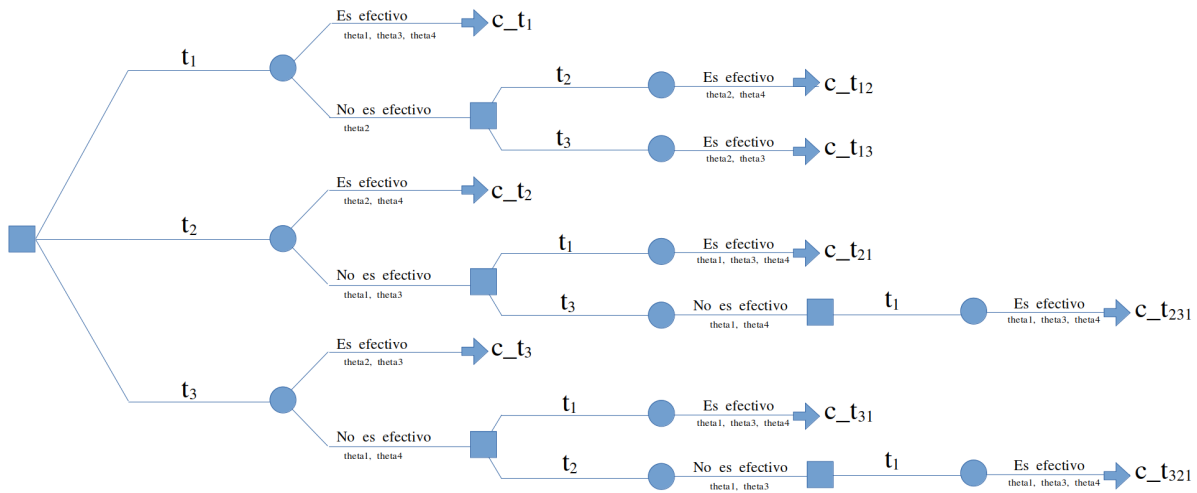 Es efectivo
theta1, theta3, theta4
c_t₁
t₁
No es efectivo
theta2
t₂
Es efectivo
theta2, theta4
c_t₁₂
t₃
Es efectivo
theta2, theta3
c_t₁₃
Es efectivo
theta2, theta4
c_t₂
t₂
No es efectivo
theta1, theta3
t₁
Es efectivo
theta1, theta3, theta4
c_t₂₁
t₃
No es efectivo
theta1, theta4
t₁
Es efectivo
theta1, theta3, theta4
c_t₂₃₁
Es efectivo
theta2, theta3
c_t₃
t₃
No es efectivo
theta1, theta4
t₁
Es efectivo
theta1, theta3, theta4
c_t₃₁
t₂
No es efectivo
theta1, theta3
t₁
Es efectivo
theta1, theta3, theta4
c_t₃₂₁